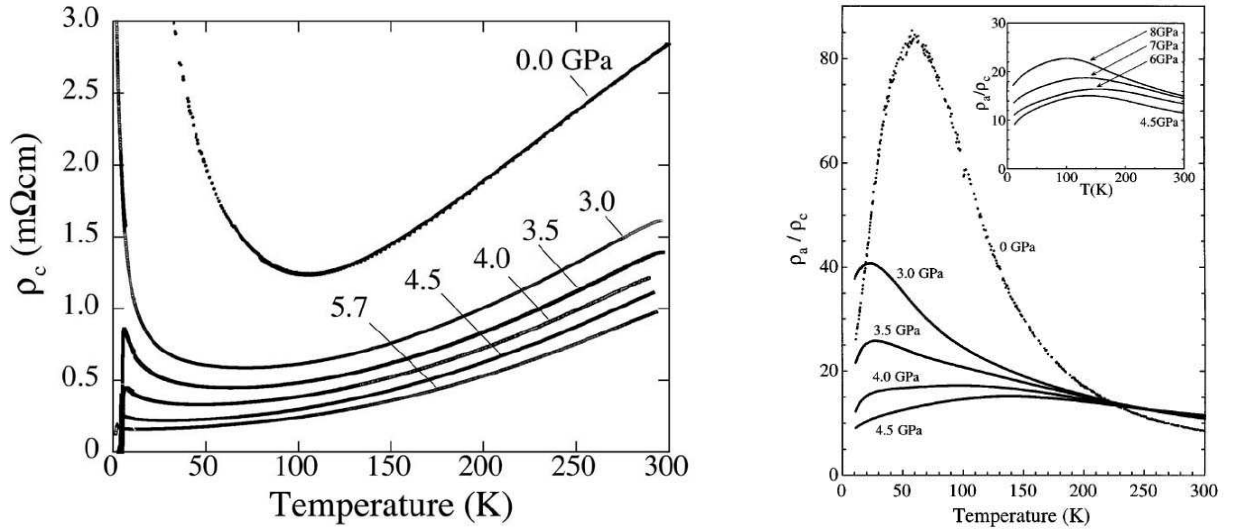 3.0
2.5
2.0
1.5
1.0
0.5
0
ρc (mΩcm)
0.0 GPa
3.0
3.5
4.0
4.5
5.7
0 50 100 150 200 250 300
Temperature (K)
80
60
40
20
0
ρa / ρc
0 GPa
3.0 GPa
3.5 GPa
4.0 GPa
4.5 GPa
0 50 100 150 200 250 300
Temperature (K)
30
20
10
0
ρa/ρc
8GPa
7GPa
6GPa
4.5GPa
0 100 200 300
T(K)